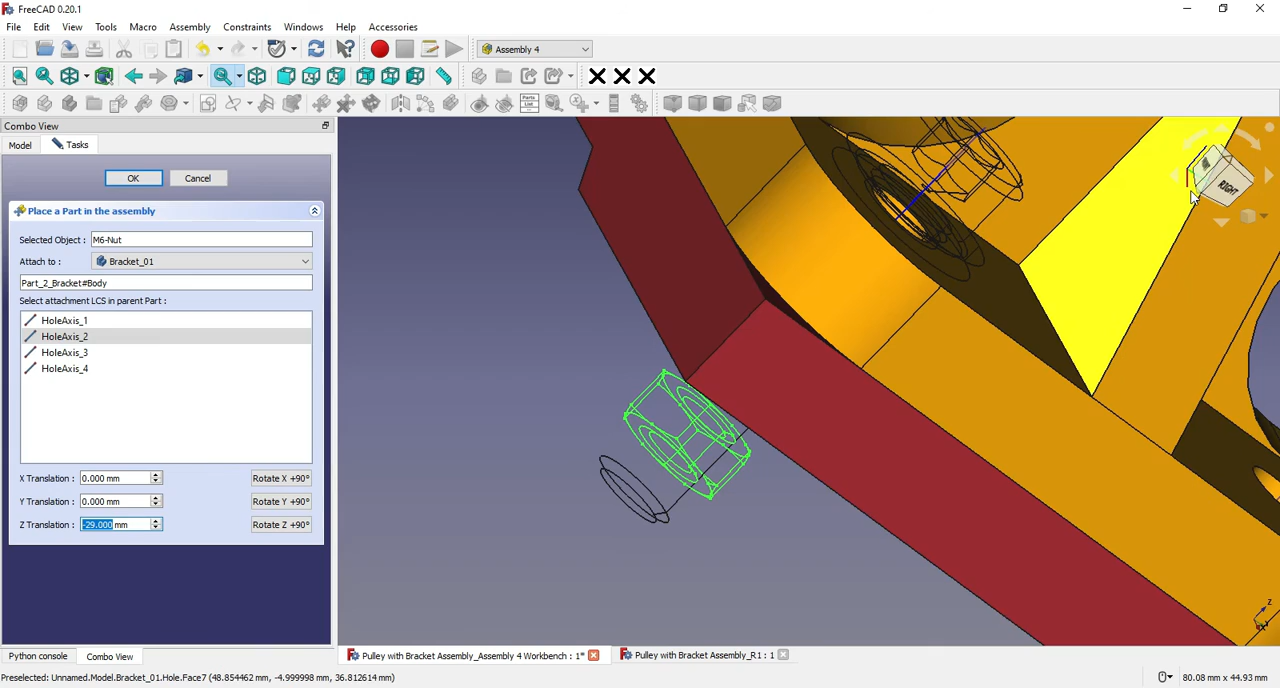 FreeCAD 0.20.1
File Edit View Tools Macro Assembly Constraints Windows Help Accessories
Assembly 4
Parts List
Combo View
Model Tasks
OK Cancel
Place a Part in the assembly
Selected Object : M6-Nut
Attach to : Bracket_01
Part_2_Bracket#Body
Select attachment LCS in parent Part :
HoleAxis_1
HoleAxis_2
HoleAxis_3
HoleAxis_4
X Translation : 0.000 mm Rotate X +90°
Y Translation : 0.000 mm Rotate Y +90°
Z Translation : -29.000 mm Rotate Z +90°
RIGHT
Z
Python console Combo View
Pulley with Bracket Assembly_Assembly 4 Workbench : 1*
Pulley with Bracket Assembly_R1 : 1
Preselected: Unnamed.Model.Bracket_01.Hole.Face7 (48.854462 mm, -4.999998 mm, 36.812614 mm)
80.08 mm x 44.93 mm